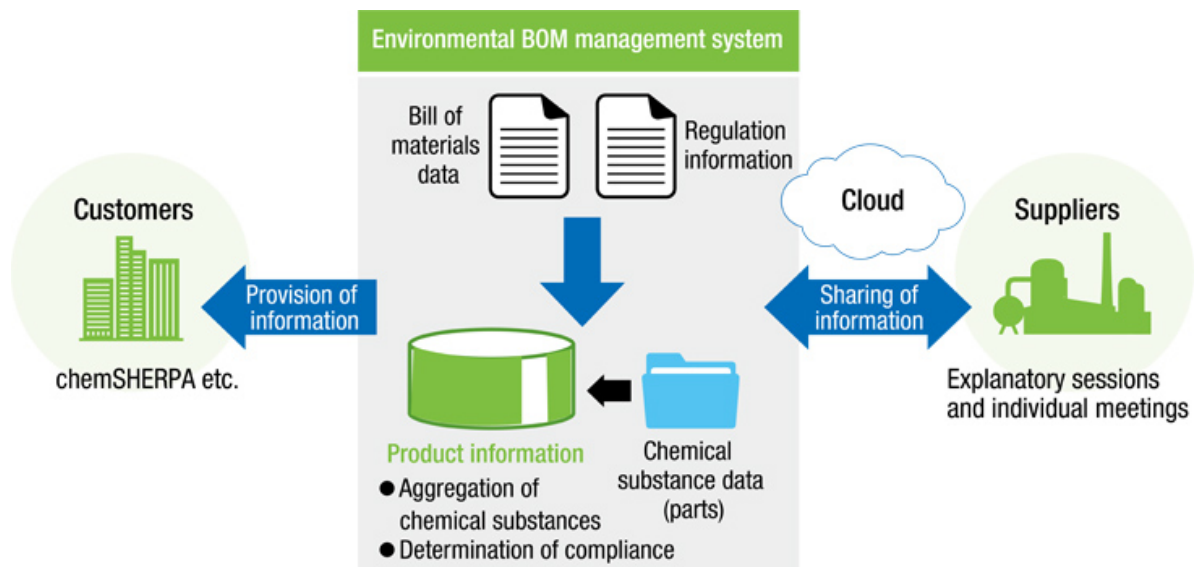 Environmental BOM management system
Bill of
materials
data
Regulation
information
Customers
Provision of
information
chemSHERPA etc.
Cloud
Sharing of
information
Suppliers
Explanatory sessions
and individual meetings
Product information
●Aggregation of
chemical substances
●Determination of compliance
Chemical
substance data
(parts)